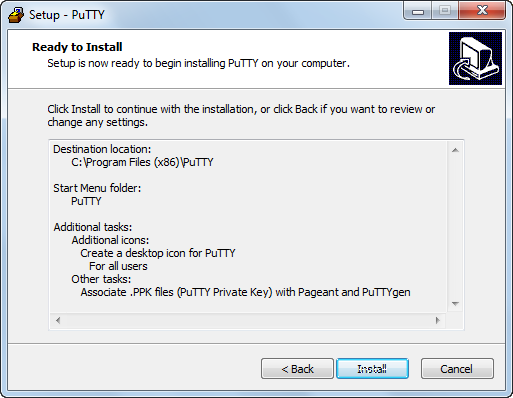 Setup - PuTTY
Ready to Install
Setup is now ready to begin installing PuTTY on your computer.
Click Install to continue with the installation, or click Back if you want to review or
change any settings.
Destination location:
C:\Program Files (x86)\PuTTY
Start Menu folder:
PuTTY
Additional tasks:
Additional icons:
Create a desktop icon for PuTTY
For all users
Other tasks:
Associate .PPK files (PuTTY Private Key) with Pageant and PuTTYgen
< Back
Install
Cancel